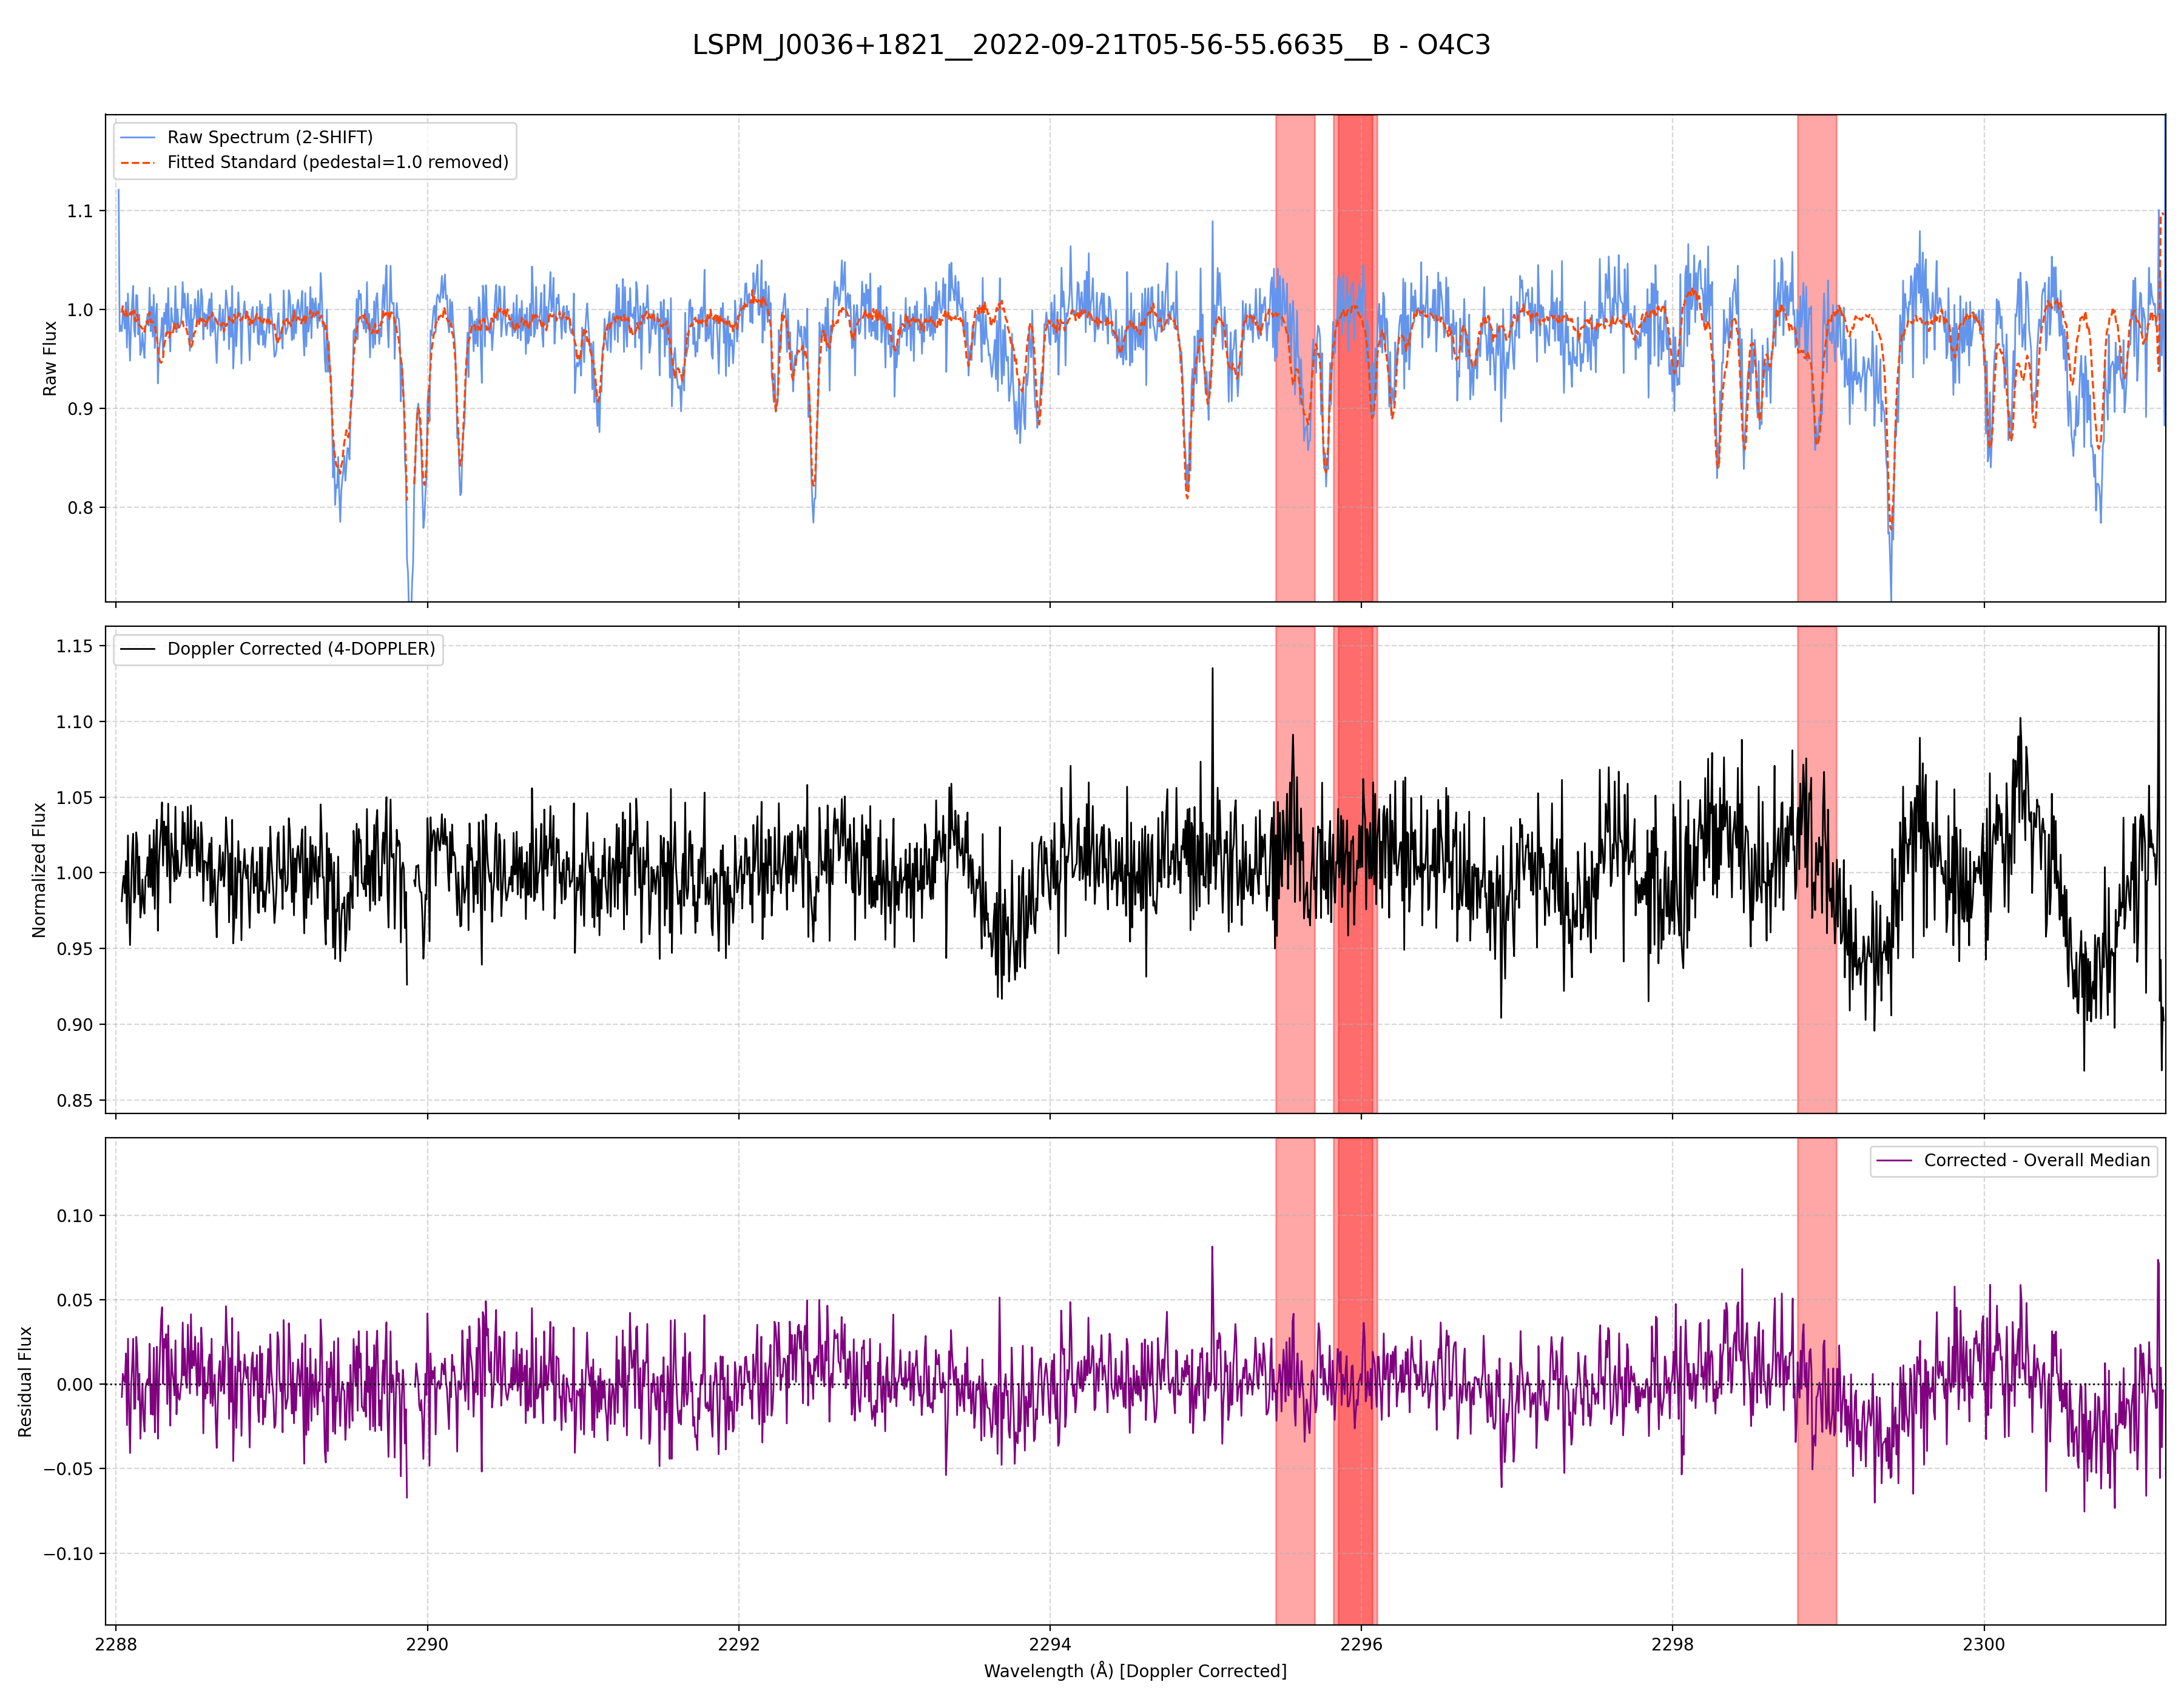 LSPM_J0036+1821__2022-09-21T05-56-55.6635__B - O4C3
Raw Spectrum (2-SHIFT)
Fitted Standard (pedestal=1.0 removed)
Raw Flux
1.1
1.0
0.9
0.8
Doppler Corrected (4-DOPPLER)
Normalized Flux
1.15
1.10
1.05
1.00
0.95
0.90
0.85
Corrected - Overall Median
Residual Flux
0.10
0.05
0.00
−0.05
−0.10
2288 2290 2292 2294 2296 2298 2300
Wavelength (Å) [Doppler Corrected]